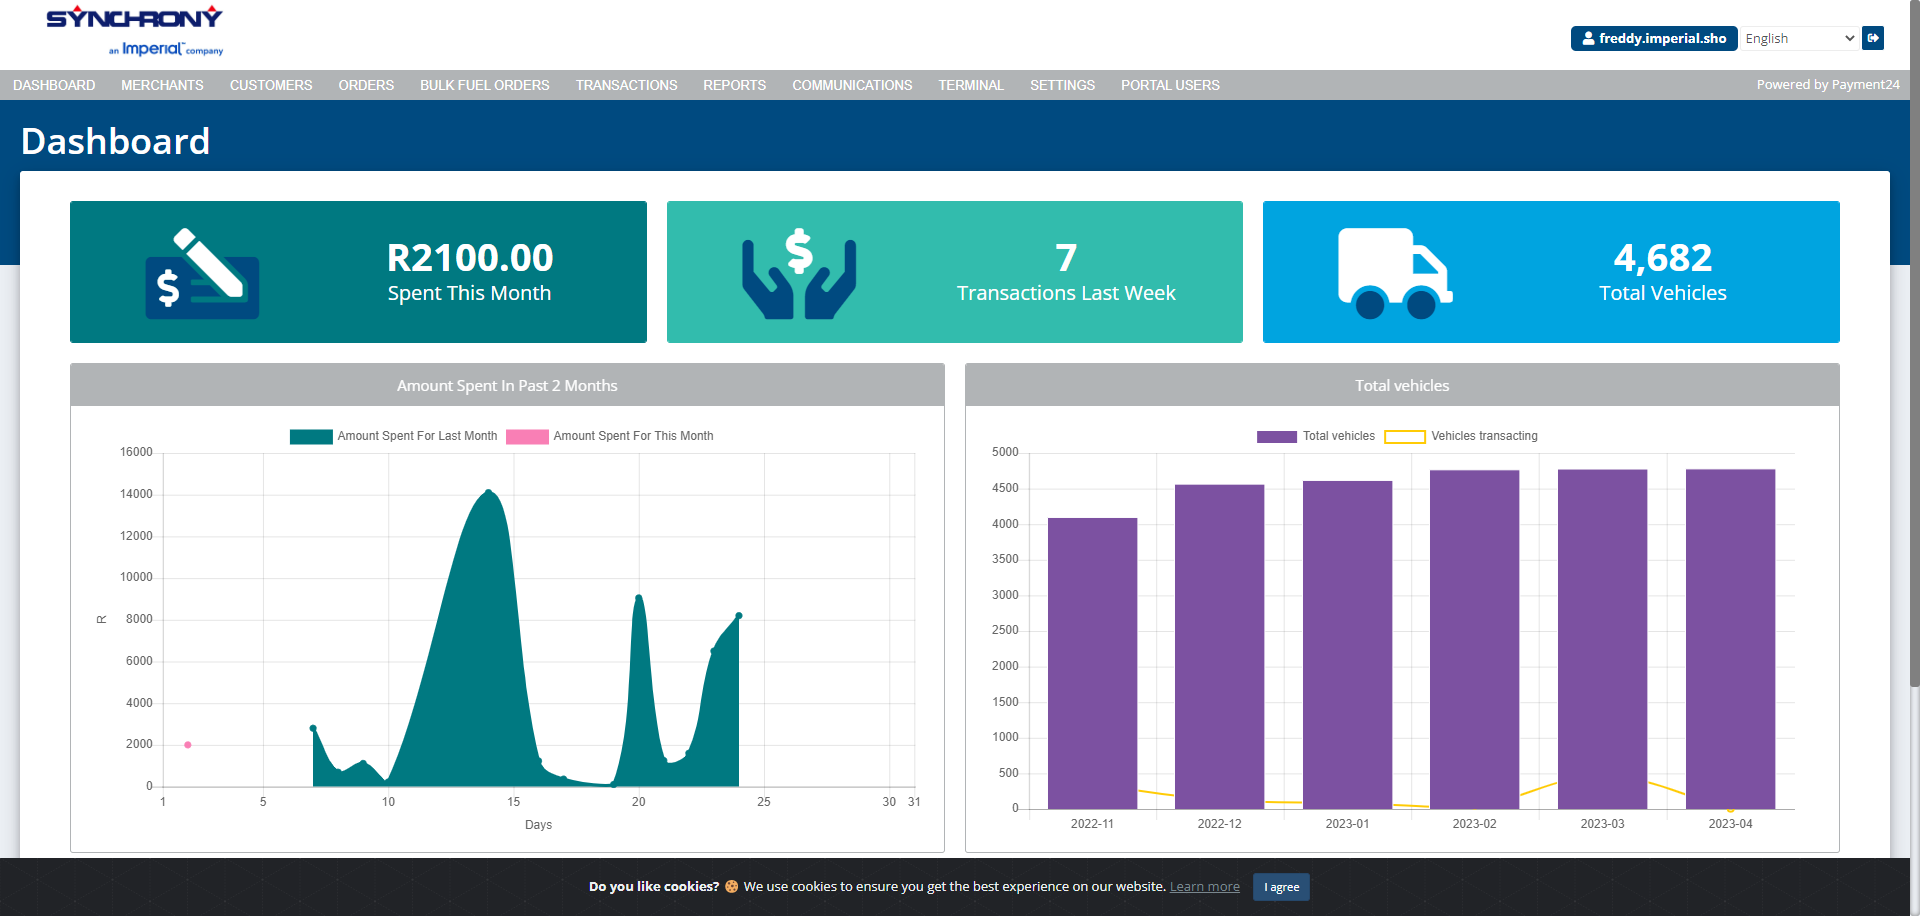 SYNCHRONY
an Imperial™ company
freddy.imperial.sho
English
DASHBOARD MERCHANTS CUSTOMERS ORDERS BULK FUEL ORDERS TRANSACTIONS REPORTS COMMUNICATIONS TERMINAL SETTINGS PORTAL USERS Powered by Payment24
Dashboard
R2100.00
Spent This Month
7
Transactions Last Week
4,682
Total Vehicles
Amount Spent In Past 2 Months
Amount Spent For Last Month Amount Spent For This Month
16000
14000
12000
10000
8000
6000
4000
2000
0
R
1 5 10 15 20 25 30 31
Days
Total vehicles
Total vehicles Vehicles transacting
5000
4500
4000
3500
3000
2500
2000
1500
1000
500
0
2022-11 2022-12 2023-01 2023-02 2023-03 2023-04
Do you like cookies? 🍪 We use cookies to ensure you get the best experience on our website. Learn more I agree